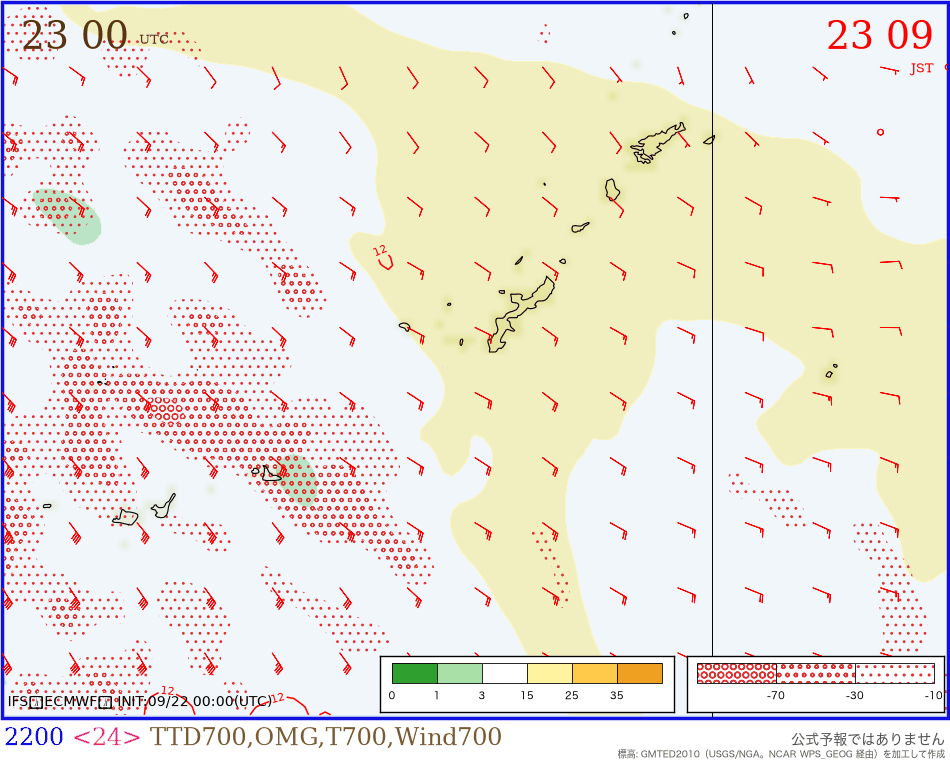 23 00 UTC
23 09
JST
12
12
12
0 1 3 15 25 35
-70 -30 -10
IFS ECMWF INIT:09/22 00:00(UTC)
2200 <24> TTD700,OMG,T700,Wind700
公式予報ではありません
標高: GMTED2010（USGS/NGA。NCAR WPS_GEOG 経由）を加工して作成